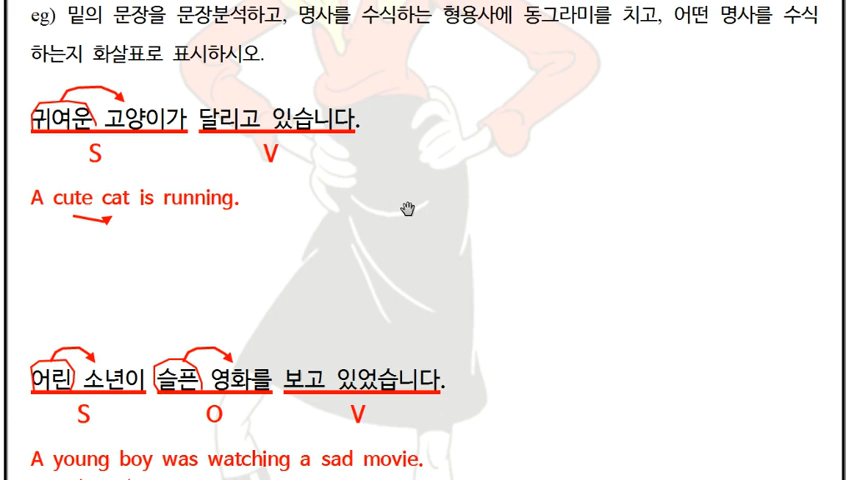 eg) 밑의 문장을 문장분석하고, 명사를 수식하는 형용사에 동그라미를 치고, 어떤 명사를 수식
하는지 화살표로 표시하시오.
귀여운 고양이가 달리고 있습니다.
S V
A cute cat is running.
어린 소년이 슬픈 영화를 보고 있었습니다.
S O V
A young boy was watching a sad movie.